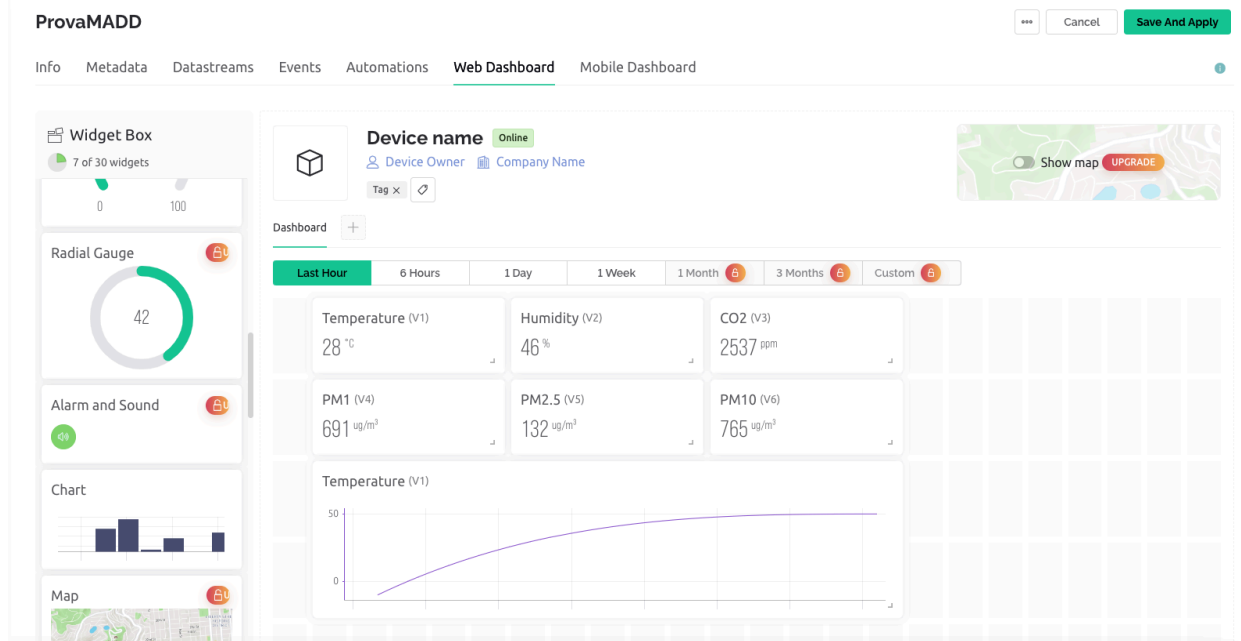 ProvaMADD
Cancel
Save And Apply
Info Metadata Datastreams Events Automations Web Dashboard Mobile Dashboard
Widget Box
7 of 30 widgets
0 100
Radial Gauge
42
Alarm and Sound
Chart
Map
Device name Online
Device Owner Company Name
Tag ×
Show map UPGRADE
Dashboard +
Last Hour 6 Hours 1 Day 1 Week 1 Month 3 Months Custom
Temperature (V1)
28 °C
Humidity (V2)
46 %
CO2 (V3)
2537 ppm
PM1 (V4)
691 ug/m³
PM2.5 (V5)
132 ug/m³
PM10 (V6)
765 ug/m³
Temperature (V1)
50
0